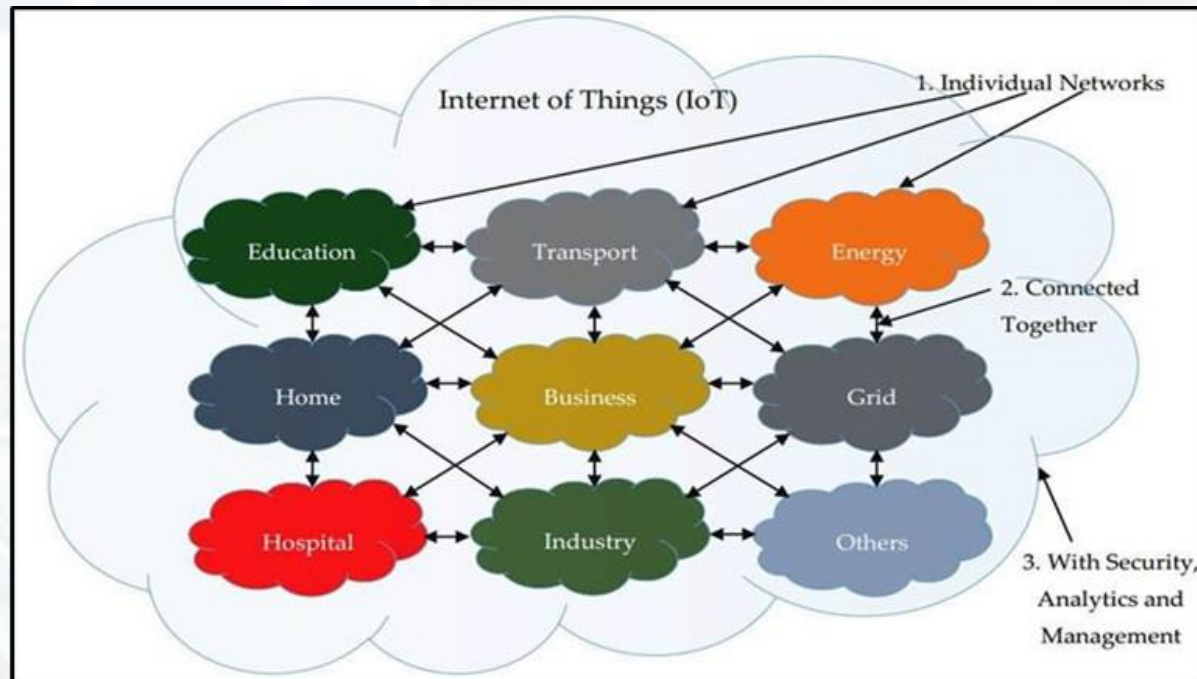 Internet of Things (IoT)
1. Individual Networks
Education
Transport
Energy
2. Connected
Together
Home
Business
Grid
Hospital
Industry
Others
3. With Security,
Analytics and
Management